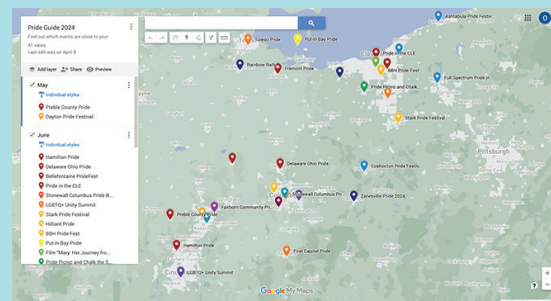 Pride Guide 2024
Find out which events are close to your
41 views
Last edit was on April 8
Add layer Share Preview
May
Individual styles
Preble County Pride
Dayton Pride Festival
June
Individual styles
Hamilton Pride
Delaware Ohio Pride
Bellefontaine PrideFest
Pride in the CLE
Stonewall Columbus Pride B...
LGBTQ+ Unity Summit
Stark Pride Festival
Hilliard Pride
BBH Pride Fest
Put-in-Bay Pride
Film "Mary: Her Journey fro...
Pride Picnic and Chalk the S...
Ashtabula Pride Festiv
O
Toledo Pride
Put-in-Bay Pride
Pride in the CLE
Rainbow Rail
Fremont Pride
BBH Pride Fest
Full Spectrum Pride in
Pride Picnic and Chalk
Stark Pride Festival
Pittsburgh
Delaware Ohio Pride
Coshocton Pride Festiv
Stonewall Columbus Pri
Zanesville Pride 2024
Fairborn Community Pri
Preble County Pride
Hamilton Pride
First Capital Pride
LGBTQ+ Unity Summit
Google My Maps